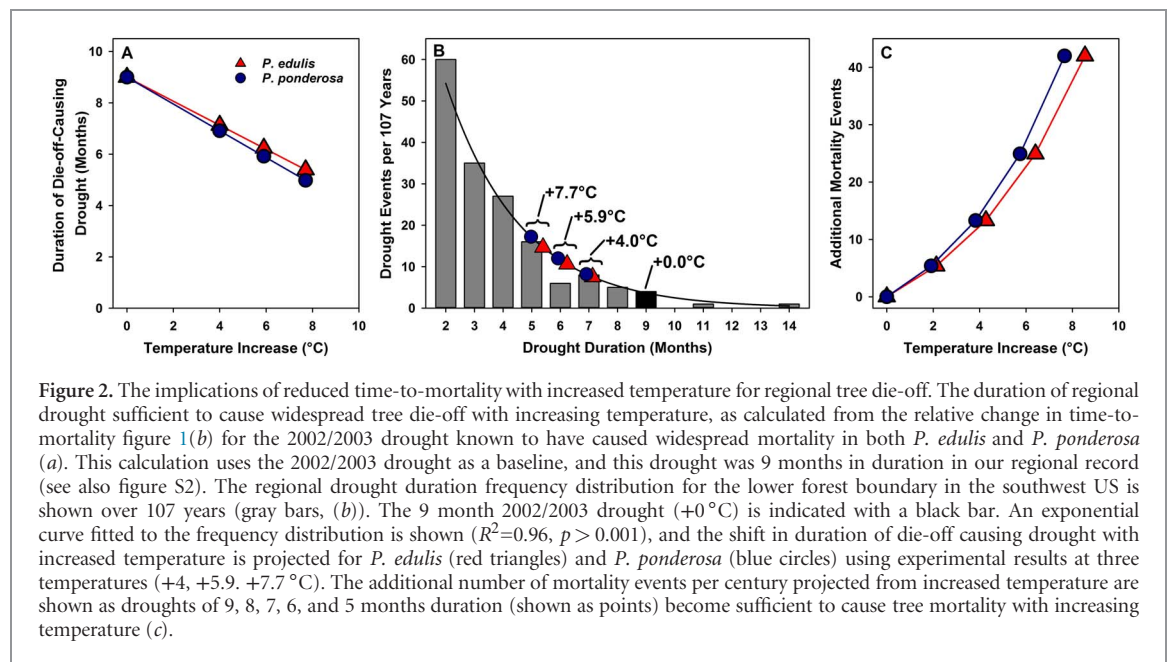 A
P. edulis
P. ponderosa
10
8
6
4
2
0
0 2 4 6 8 10
Duration of Die-off-Causing
Drought (Months)
Temperature Increase (°C)
B
60
50
40
30
20
10
0
+7.7°C
+5.9°C
+4.0°C
+0.0°C
2 3 4 5 6 7 8 9 10 11 12 13 14
Drought Events per 107 Years
Drought Duration (Months)
C
40
30
20
10
0
0 2 4 6 8 10
Additional Mortality Events
Temperature Increase (°C)
Figure 2. The implications of reduced time-to-mortality with increased temperature for regional tree die-off. The duration of regional
drought sufficient to cause widespread tree die-off with increasing temperature, as calculated from the relative change in time-to-
mortality figure 1(b) for the 2002/2003 drought known to have caused widespread mortality in both P. edulis and P. ponderosa
(a). This calculation uses the 2002/2003 drought as a baseline, and this drought was 9 months in duration in our regional record
(see also figure S2). The regional drought duration frequency distribution for the lower forest boundary in the southwest US is
shown over 107 years (gray bars, (b)). The 9 month 2002/2003 drought (+0 °C) is indicated with a black bar. An exponential
curve fitted to the frequency distribution is shown (R²=0.96, p > 0.001), and the shift in duration of die-off causing drought with
increased temperature is projected for P. edulis (red triangles) and P. ponderosa (blue circles) using experimental results at three
temperatures (+4, +5.9. +7.7 °C). The additional number of mortality events per century projected from increased temperature are
shown as droughts of 9, 8, 7, 6, and 5 months duration (shown as points) become sufficient to cause tree mortality with increasing
temperature (c).